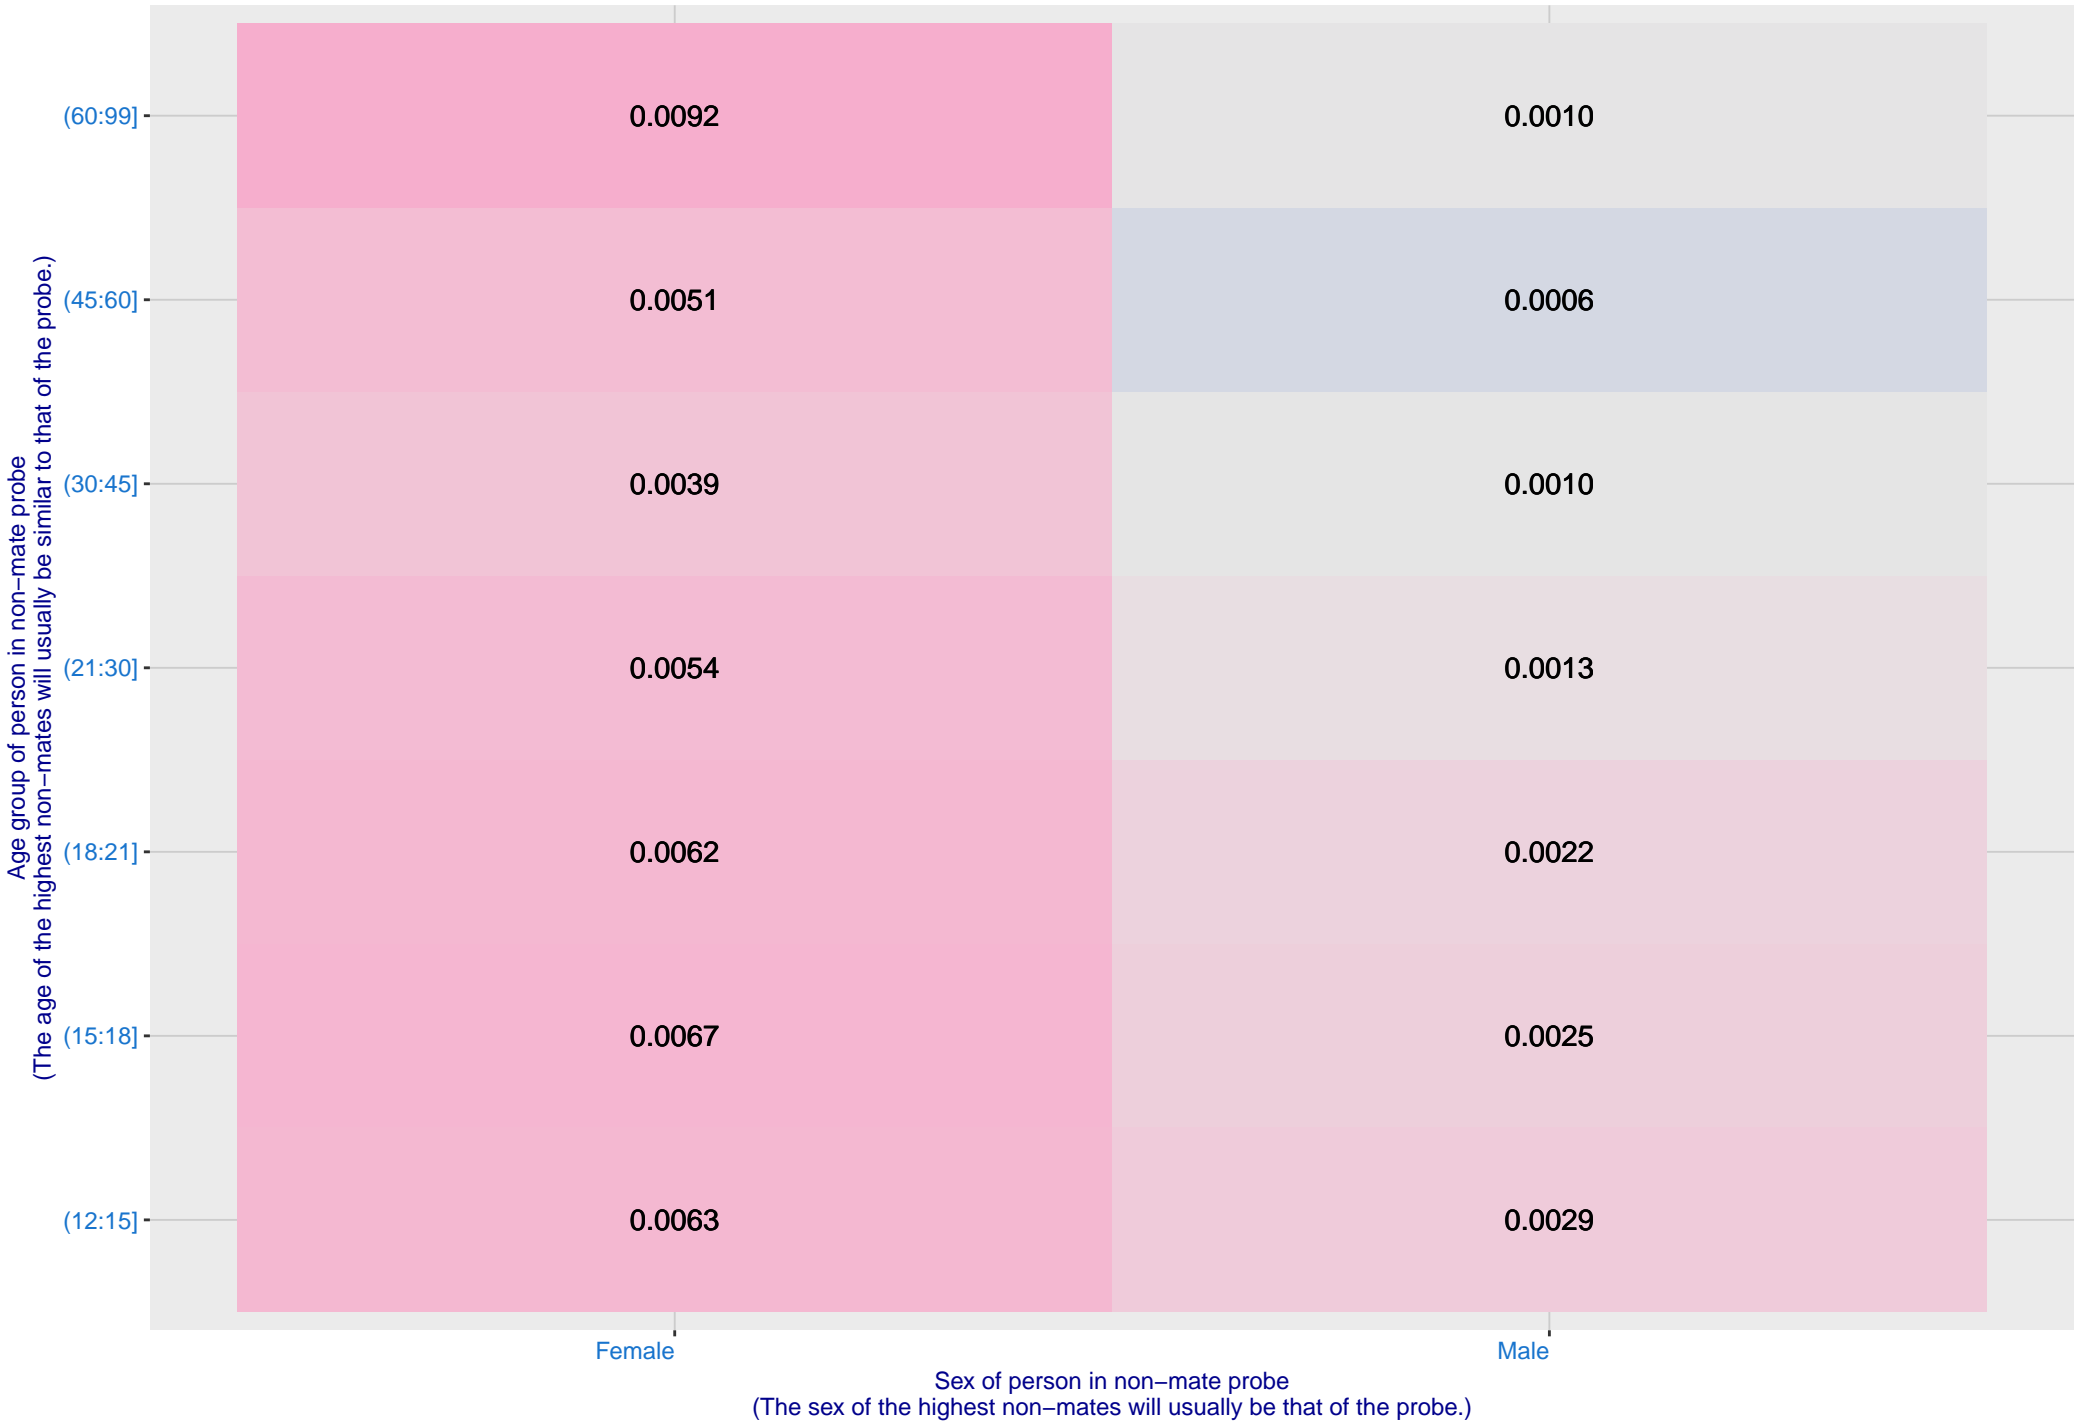 Age group of person in non−mate probe
(The age of the highest non−mates will usually be similar to that of the probe.)
(60:99] 0.0092 0.0010
(45:60] 0.0051 0.0006
(30:45] 0.0039 0.0010
(21:30] 0.0054 0.0013
(18:21] 0.0062 0.0022
(15:18] 0.0067 0.0025
(12:15] 0.0063 0.0029
Female Male
Sex of person in non−mate probe
(The sex of the highest non−mates will usually be that of the probe.)